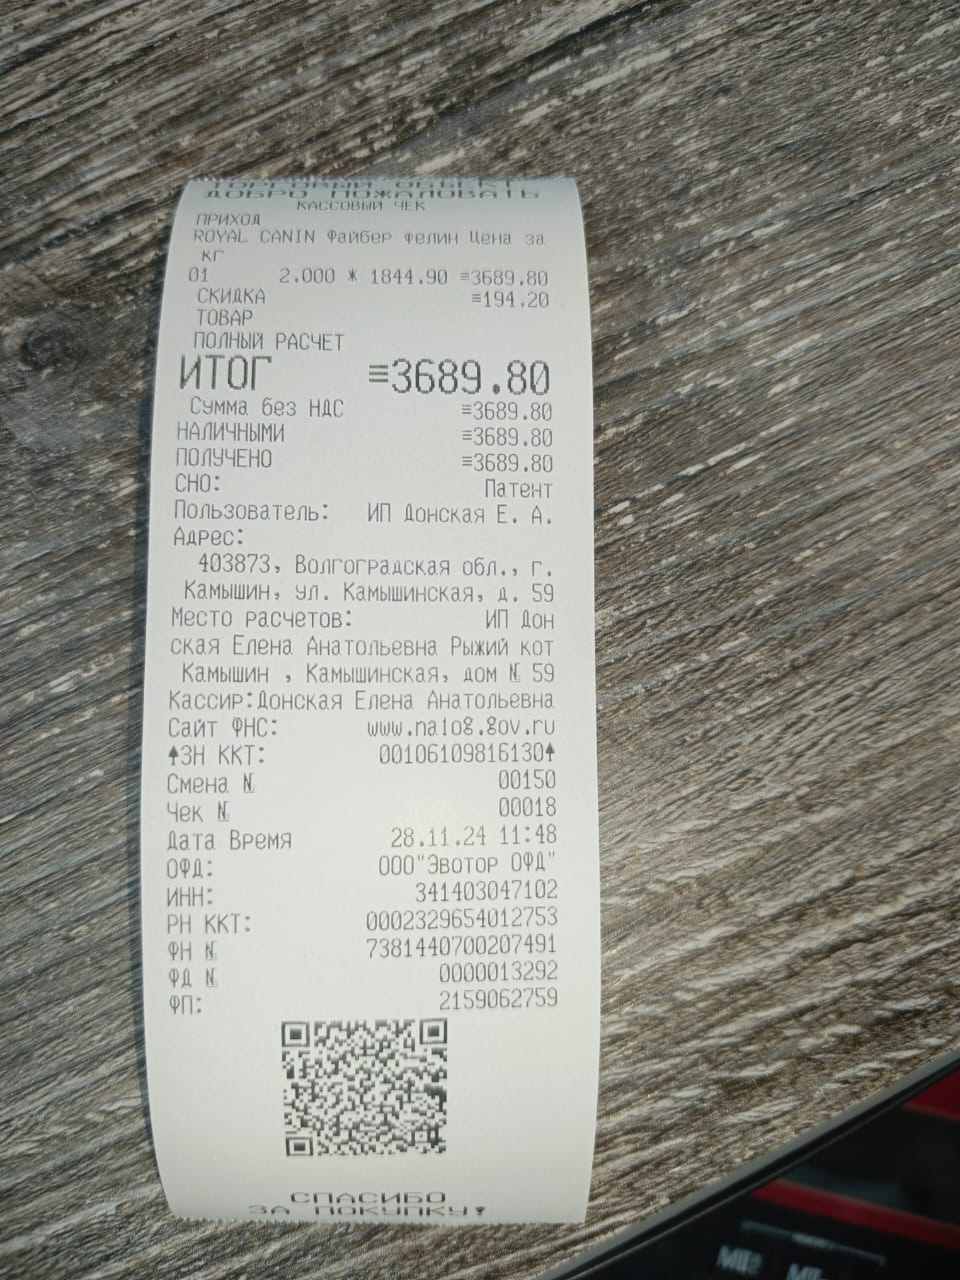 ТОРГОВЫЙ ОБЪЕКТ
ДОБРО ПОЖАЛОВАТЬ
КАССОВЫЙ ЧЕК
ПРИХОД
ROYAL CANIN Файбер фелин Цена за
кг
01 2.000 * 1844.90 ≡3689.80
СКИДКА ≡194.20
ТОВАР
ПОЛНЫЙ РАСЧЕТ
ИТОГ ≡3689.80
Сумма без НДС ≡3689.80
НАЛИЧНЫМИ ≡3689.80
ПОЛУЧЕНО ≡3689.80
СНО: Патент
Пользователь: ИП Донская Е. А.
Адрес:
403873, Волгоградская обл., г.
Камышин, ул. Камышинская, д. 59
Место расчетов: ИП Дон
ская Елена Анатольевна Рыжий кот
Камышин , Камышинская, дом № 59
Кассир:Донская Елена Анатольевна
Сайт ФНС: www.nalog.gov.ru
↑ЗН ККТ: 00106109816130↑
Смена № 00150
Чек № 00018
Дата Время 28.11.24 11:48
ОФД: ООО"Эвотор ОФД"
ИНН: 341403047102
РН ККТ: 0002329654012753
ФН № 7381440700207491
ФД № 0000013292
ФП: 2159062759
СПАСИБО
ЗА ПОКУПКУ!